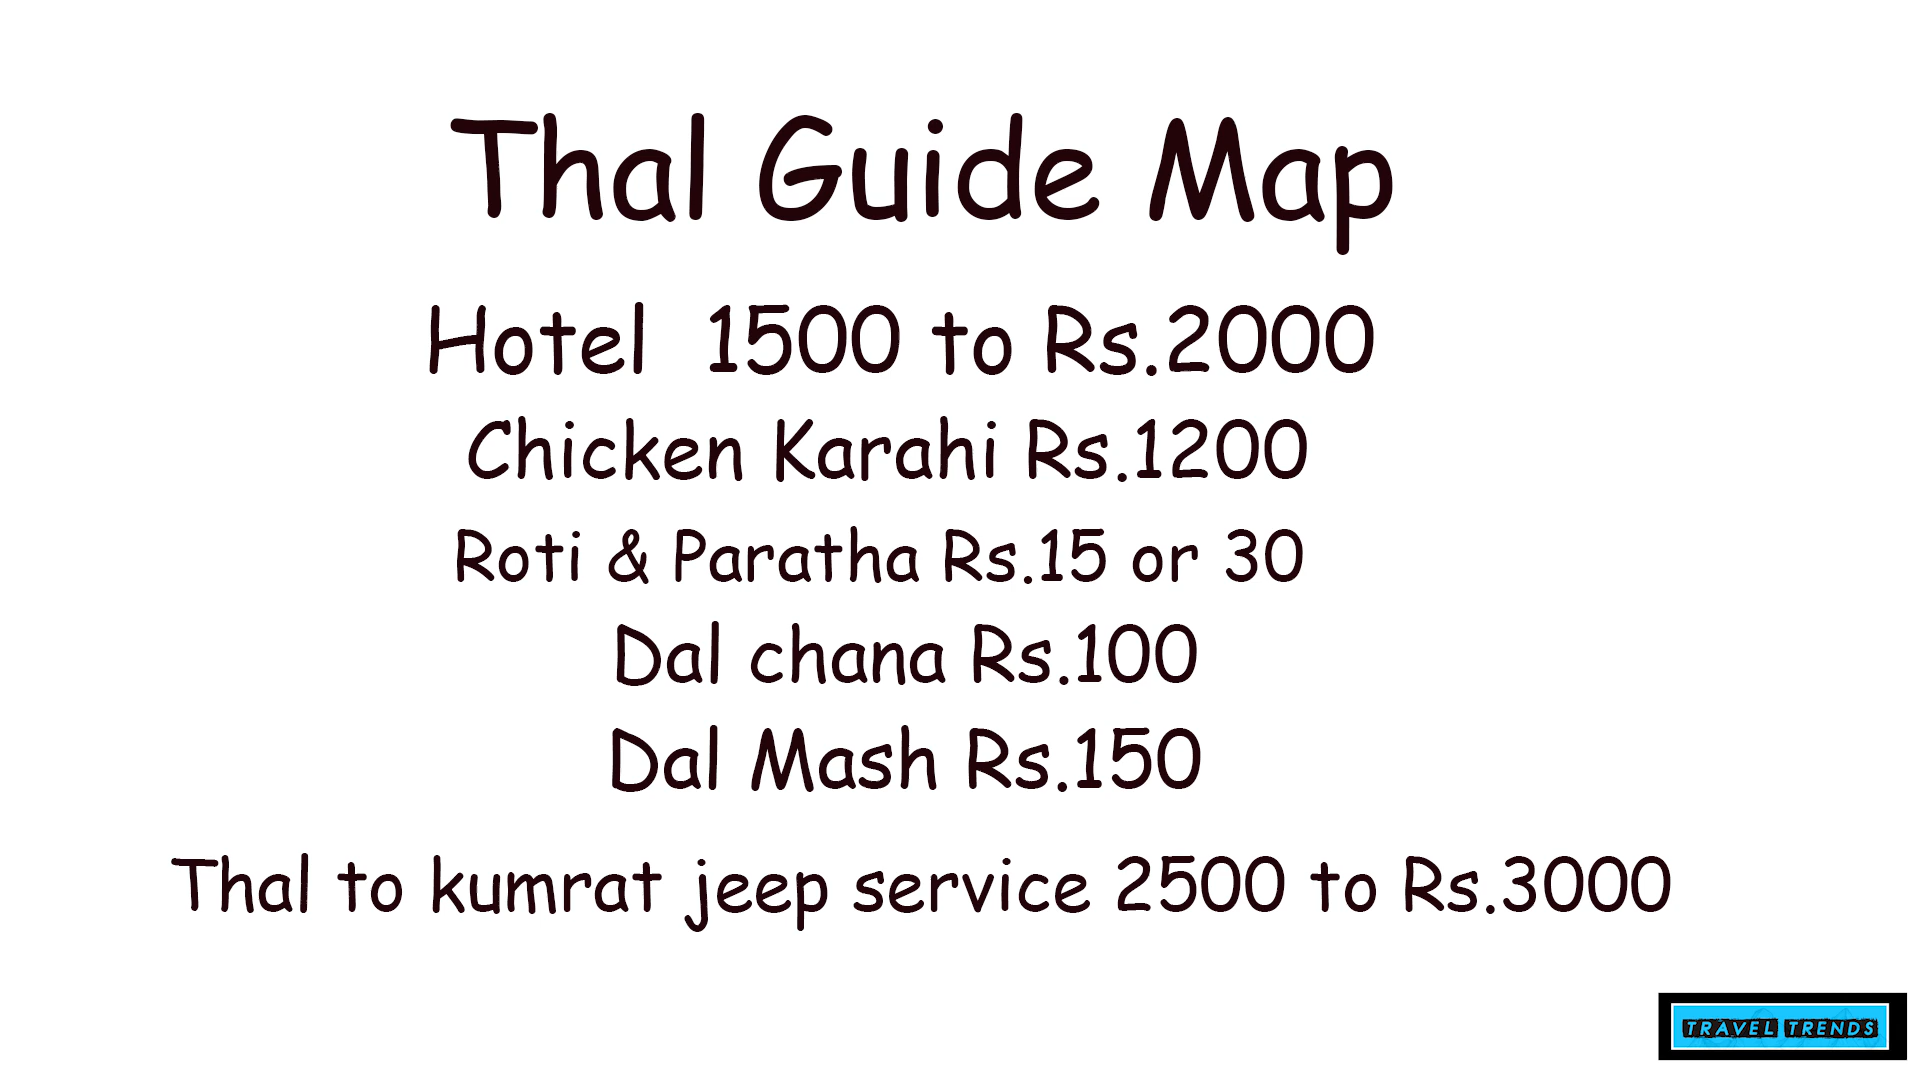 Thal Guide Map
Hotel  1500 to Rs.2000
Chicken Karahi Rs.1200
Roti & Paratha Rs.15 or 30
Dal chana Rs.100
Dal Mash Rs.150
Thal to kumrat jeep service 2500 to Rs.3000
TRAVEL TRENDS